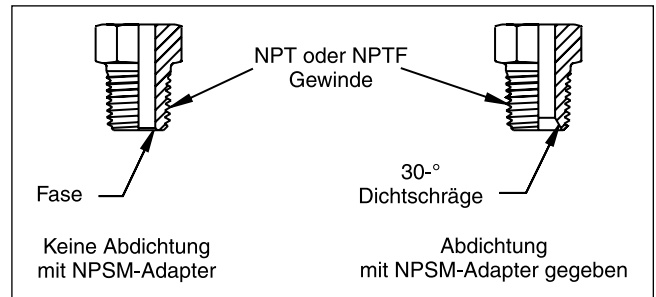 NPT oder NPTF
Gewinde
Fase
30-°
Dichtschräge
Keine Abdichtung
mit NPSM-Adapter
Abdichtung
mit NPSM-Adapter gegeben